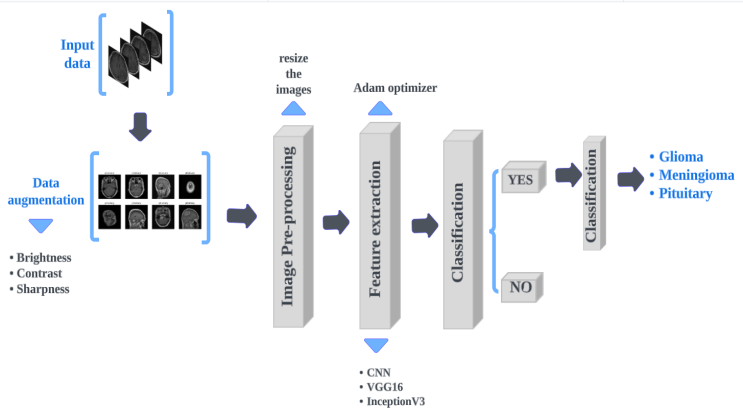 Input
data
resize
the
images
Adam optimizer
Data
augmentation
• Brightness
• Contrast
• Sharpness
Image Pre-processing
Feature extraction
Classification
YES
NO
Classification
• Glioma
• Meningioma
• Pituitary
• CNN
• VGG16
• InceptionV3